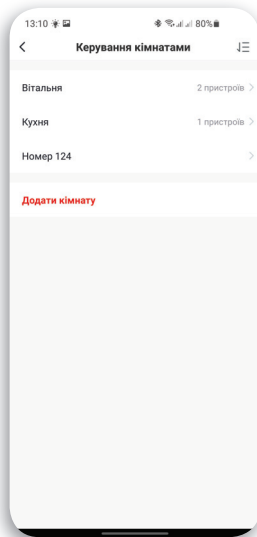 13:10 80%
Керування кімнатами
Вітальня 2 пристроїв
Кухня 1 пристроїв
Номер 124
Додати кімнату